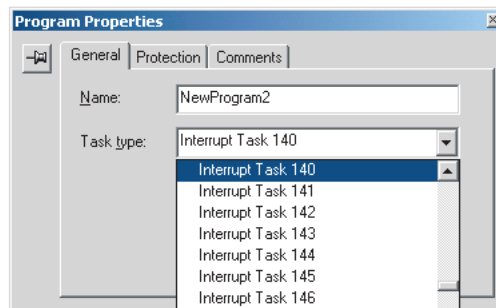 Program Properties
General Protection Comments
Name: NewProgram2
Task type: Interrupt Task 140
Interrupt Task 140
Interrupt Task 141
Interrupt Task 142
Interrupt Task 143
Interrupt Task 144
Interrupt Task 145
Interrupt Task 146